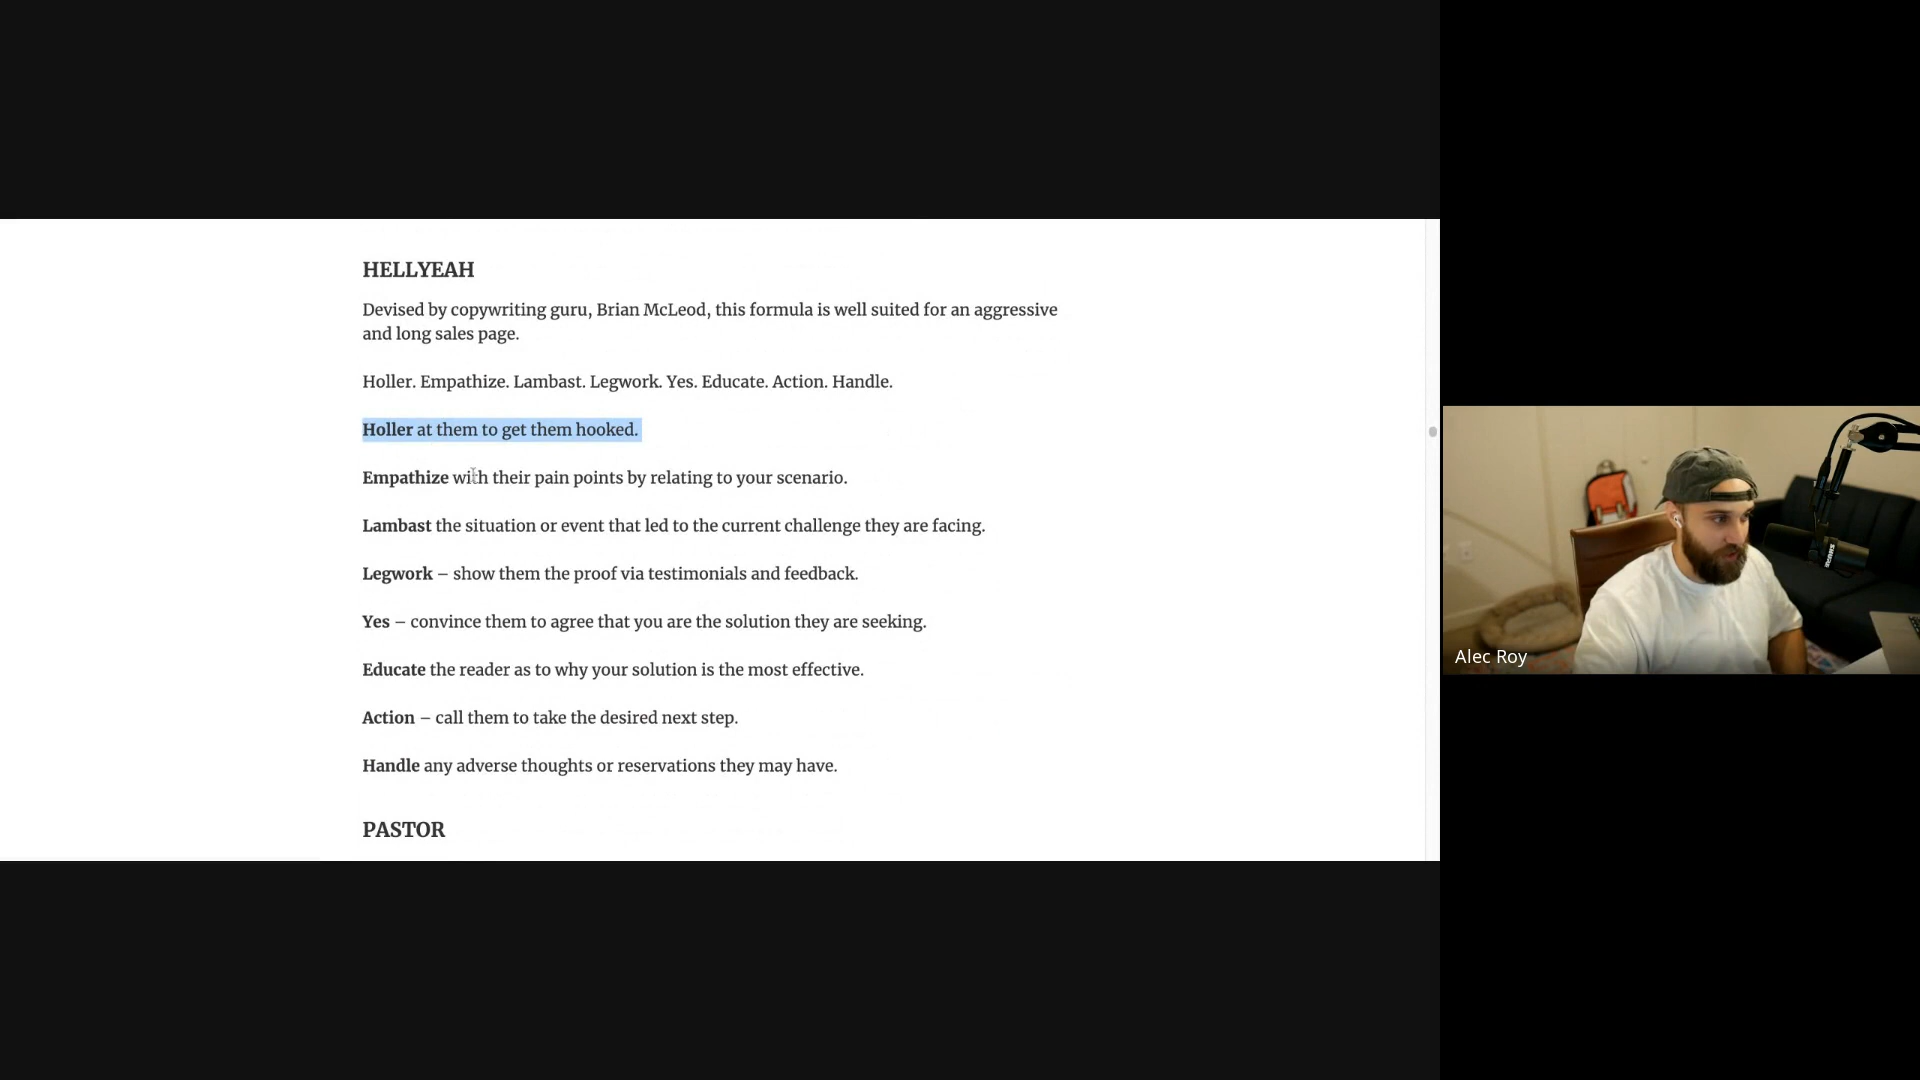 HELLYEAH
Devised by copywriting guru, Brian McLeod, this formula is well suited for an aggressive
and long sales page.
Holler. Empathize. Lambast. Legwork. Yes. Educate. Action. Handle.
Holler at them to get them hooked.
Empathize with their pain points by relating to your scenario.
Lambast the situation or event that led to the current challenge they are facing.
Legwork – show them the proof via testimonials and feedback.
Yes – convince them to agree that you are the solution they are seeking.
Educate the reader as to why your solution is the most effective.
Action – call them to take the desired next step.
Handle any adverse thoughts or reservations they may have.
PASTOR
Alec Roy